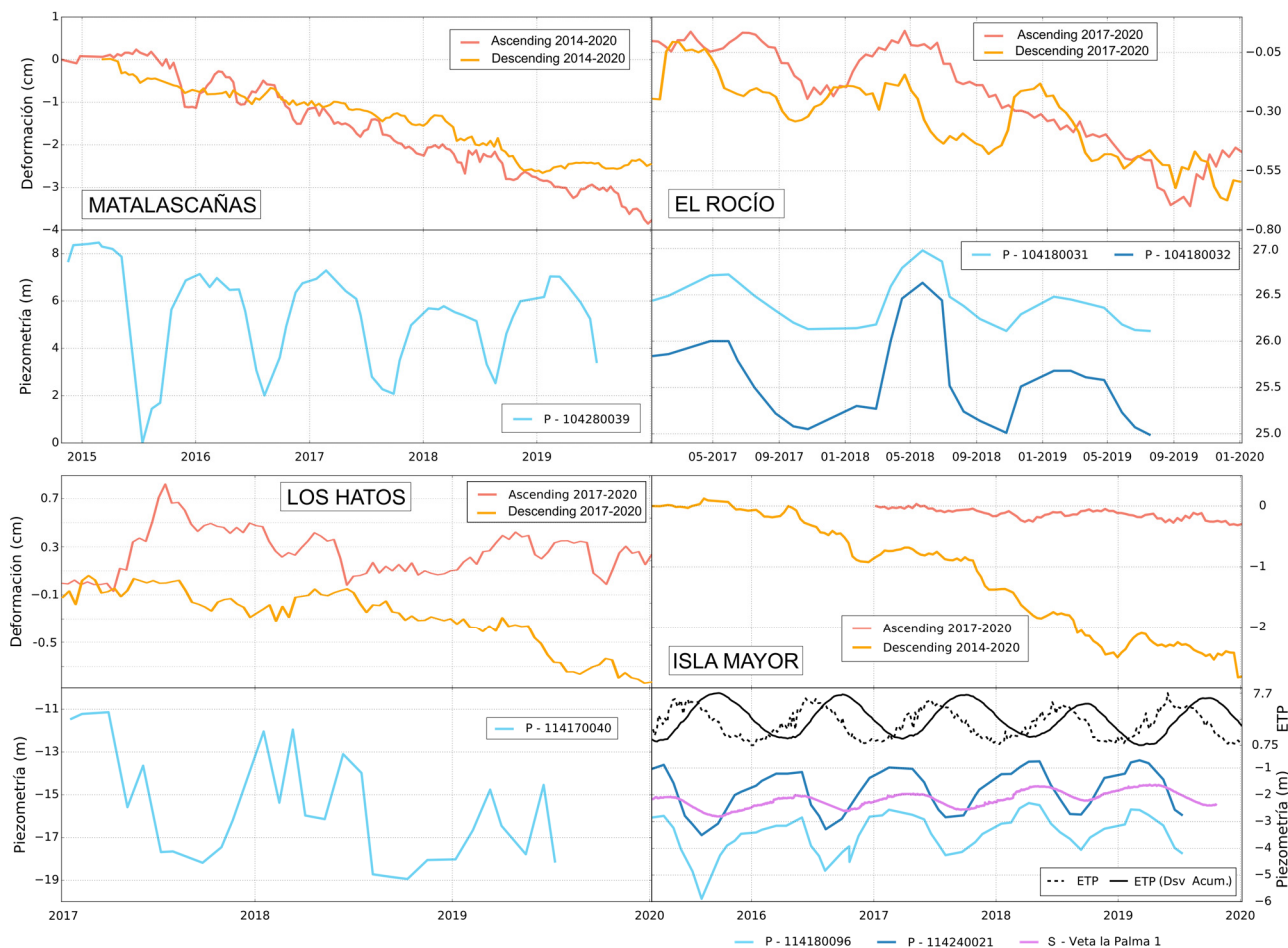 1
0
−1
−2
−3
−4
Deformación (cm)
Ascending 2014-2020
Descending 2014-2020
MATALASCAÑAS
Ascending 2017-2020
Descending 2017-2020
EL ROCÍO
−0.05
−0.30
−0.55
−0.80
8
6
4
2
0
Piezometría (m)
P - 104280039
2015
2016
2017
2018
2019
P - 104180031
P - 104180032
27.0
26.5
26.0
25.5
25.0
05-2017
09-2017
01-2018
05-2018
09-2018
01-2019
05-2019
09-2019
01-2020
0.7
0.3
−0.1
-0.5
Deformación (cm)
LOS HATOS
Ascending 2017-2020
Descending 2017-2020
0
−1
−2
Ascending 2017-2020
Descending 2014-2020
ISLA MAYOR
−11
−13
−15
−17
−19
Piezometría (m)
P - 114170040
2017
2018
2019
2020
7.7
0.75
ETP
−1
−2
−3
−4
−5
−6
Piezometría (m)
ETP
ETP (Dsv Acum.)
2016
2017
2018
2019
2020
P - 114180096
P - 114240021
S - Veta la Palma 1